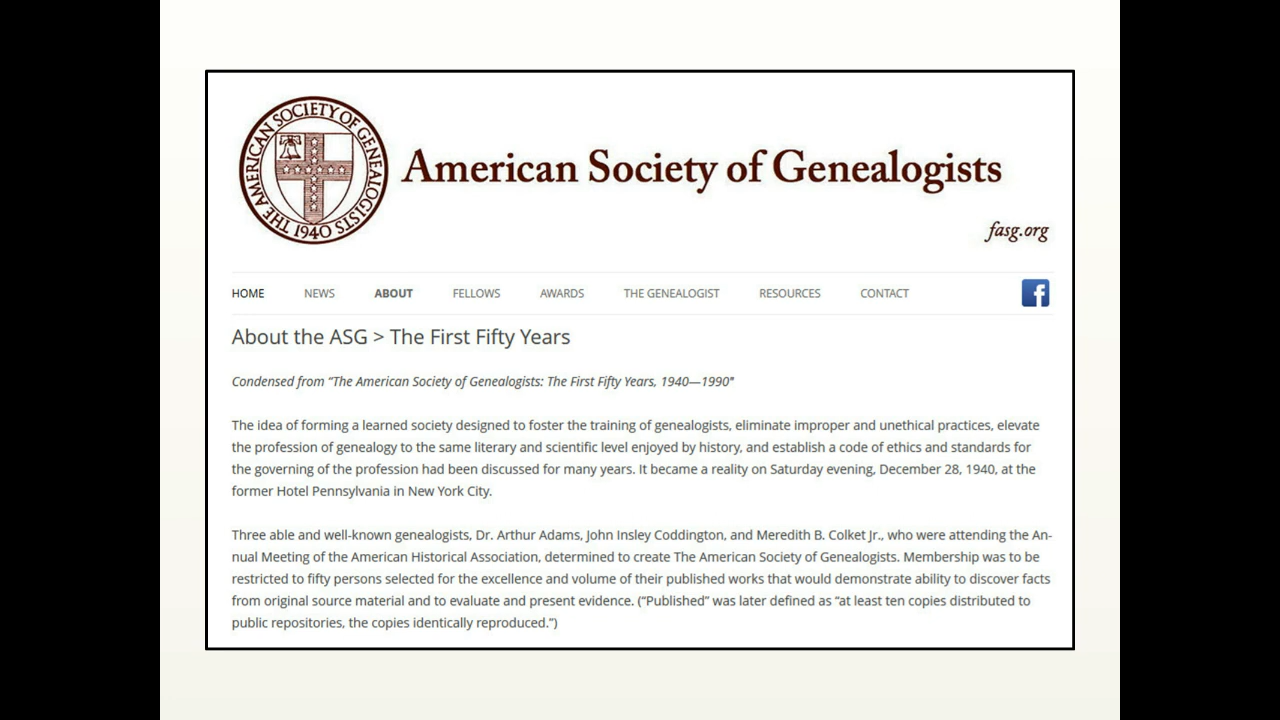 THE AMERICAN SOCIETY OF GENEALOGISTS
1940
American Society of Genealogists
fasg.org
HOME NEWS ABOUT FELLOWS AWARDS THE GENEALOGIST RESOURCES CONTACT f
About the ASG > The First Fifty Years
Condensed from “The American Society of Genealogists: The First Fifty Years, 1940—1990”
The idea of forming a learned society designed to foster the training of genealogists, eliminate improper and unethical practices, elevate
the profession of genealogy to the same literary and scientific level enjoyed by history, and establish a code of ethics and standards for
the governing of the profession had been discussed for many years. It became a reality on Saturday evening, December 28, 1940, at the
former Hotel Pennsylvania in New York City.
Three able and well-known genealogists, Dr. Arthur Adams, John Insley Coddington, and Meredith B. Colket Jr., who were attending the An-
nual Meeting of the American Historical Association, determined to create The American Society of Genealogists. Membership was to be
restricted to fifty persons selected for the excellence and volume of their published works that would demonstrate ability to discover facts
from original source material and to evaluate and present evidence. (“Published” was later defined as “at least ten copies distributed to
public repositories, the copies identically reproduced.”)